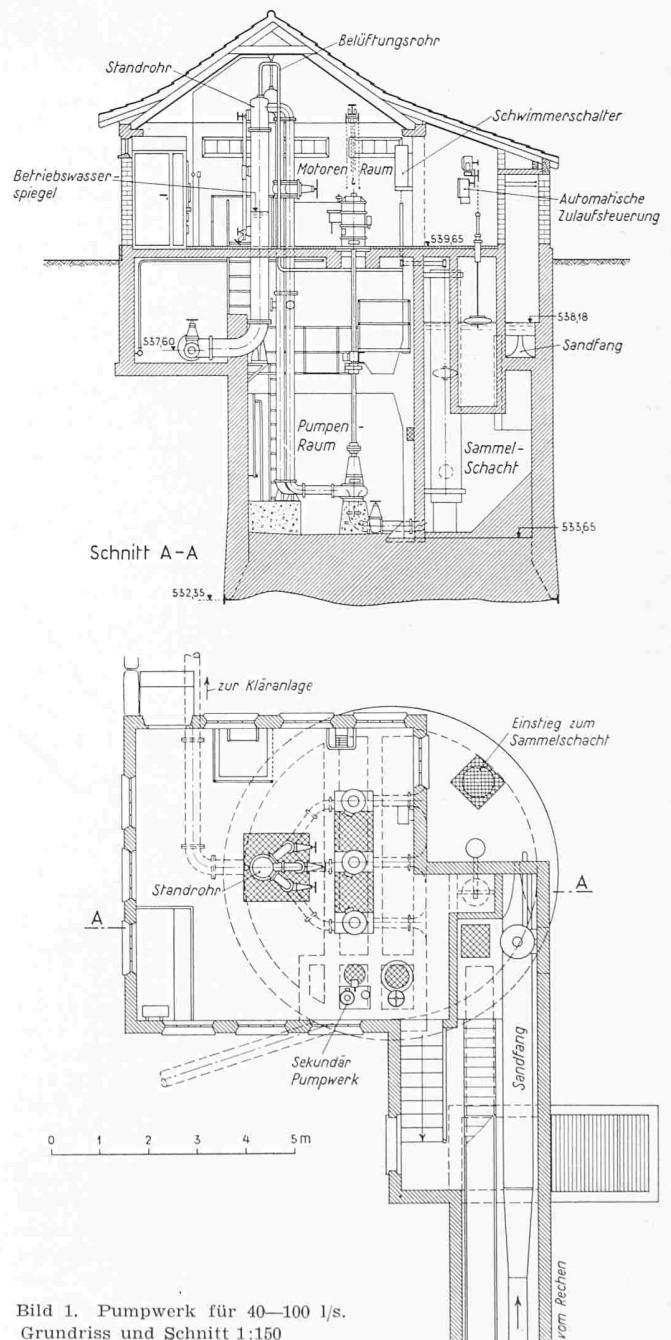 Belüftungsrohr
Standrohr
Schwimmerschalter
Motoren Raum
Betriebswasser-
spiegel
Automatische
Zulaufsteuerung
539,65
538,18
537,60
Sandfang
Pumpen-
Raum
Sammel-
Schacht
533,65
Schnitt A-A
532,35
zur Kläranlage
Einstieg zum
Sammelschacht
Standrohr
A
A
Sekundär
Pumpwerk
Sandfang
0 1 2 3 4 5 m
vom Rechen
Bild 1. Pumpwerk für 40—100 l/s.
Grundriss und Schnitt 1:150